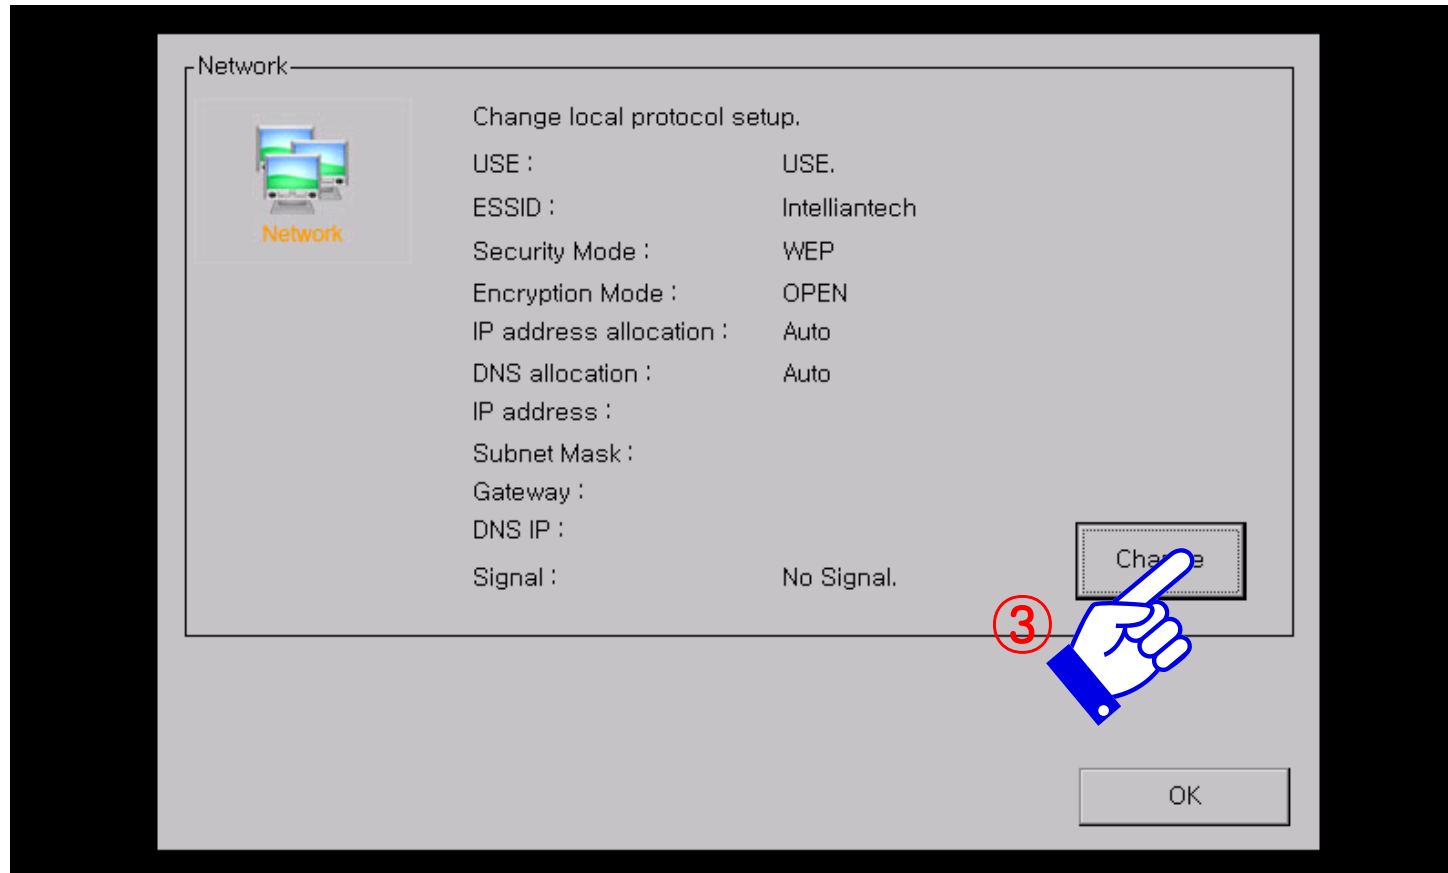 Network
Change local protocol setup.
Network
USE : USE.
ESSID : Intelliantech
Security Mode : WEP
Encryption Mode : OPEN
IP address allocation : Auto
DNS allocation : Auto
IP address :
Subnet Mask :
Gateway :
DNS IP :
Signal : No Signal.
Change
③
OK